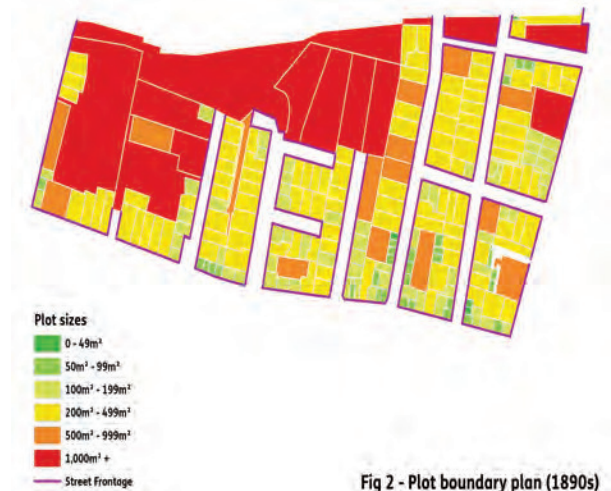 Plot sizes
0 - 49m²
50m² - 99m²
100m² - 199m²
200m² - 499m²
500m² - 999m²
1,000m² +
Street Frontage
Fig 2 - Plot boundary plan (1890s)